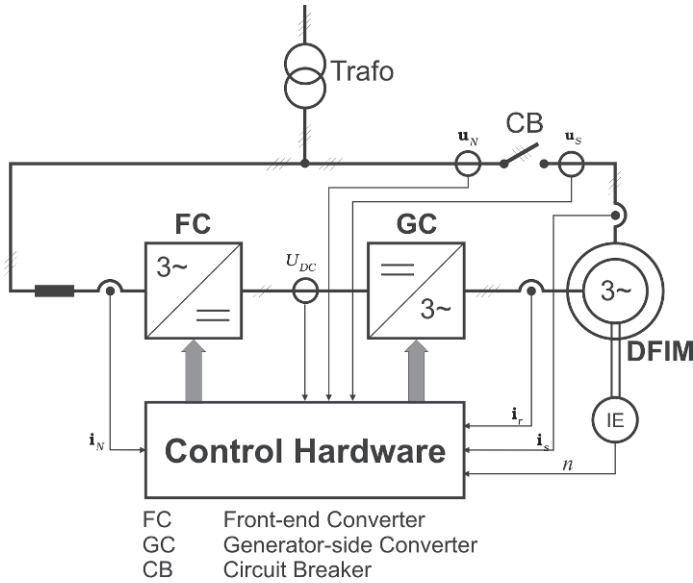 Trafo
u_N
CB
u_S
FC
GC
3~
U_DC
3~
3~
DFIM
i_r
IE
i_N
Control Hardware
i_s
n
FC Front-end Converter
GC Generator-side Converter
CB Circuit Breaker